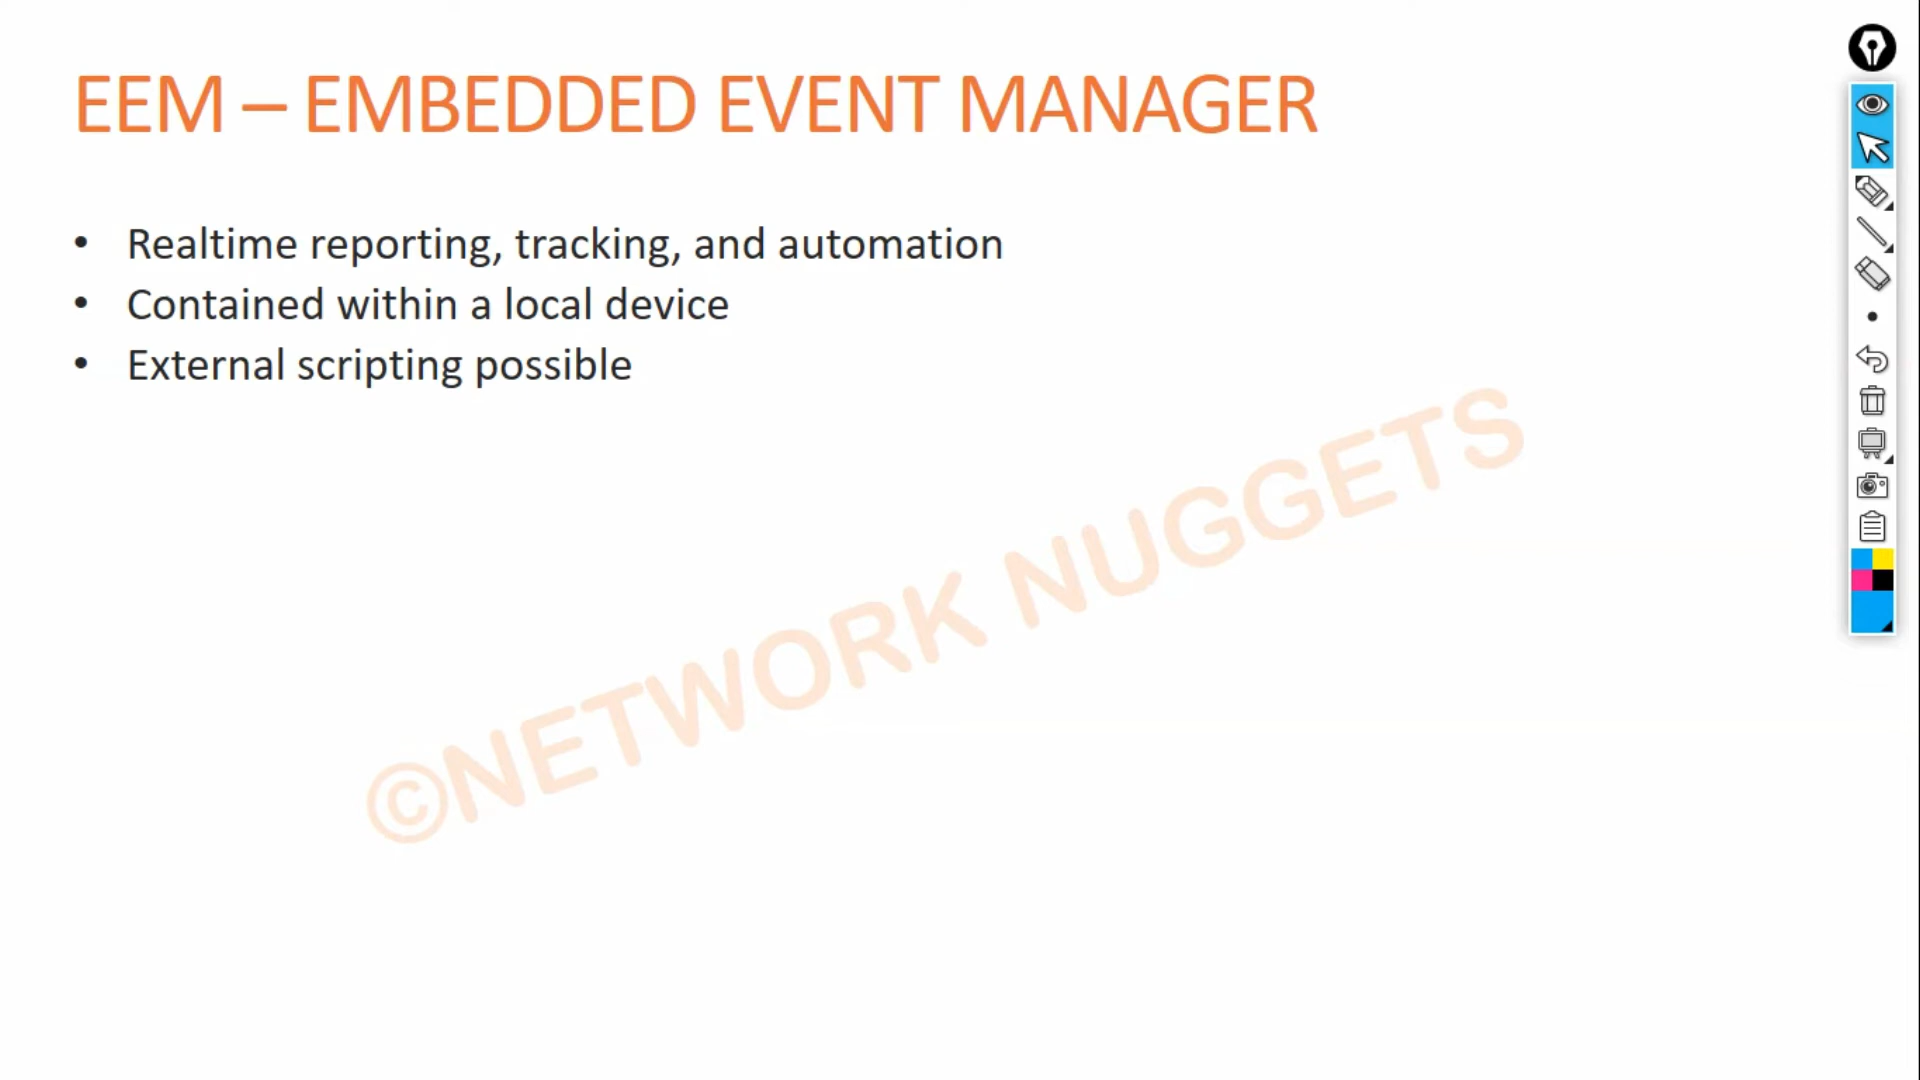 EEM – EMBEDDED EVENT MANAGER
• Realtime reporting, tracking, and automation
• Contained within a local device
• External scripting possible
©NETWORK NUGGETS